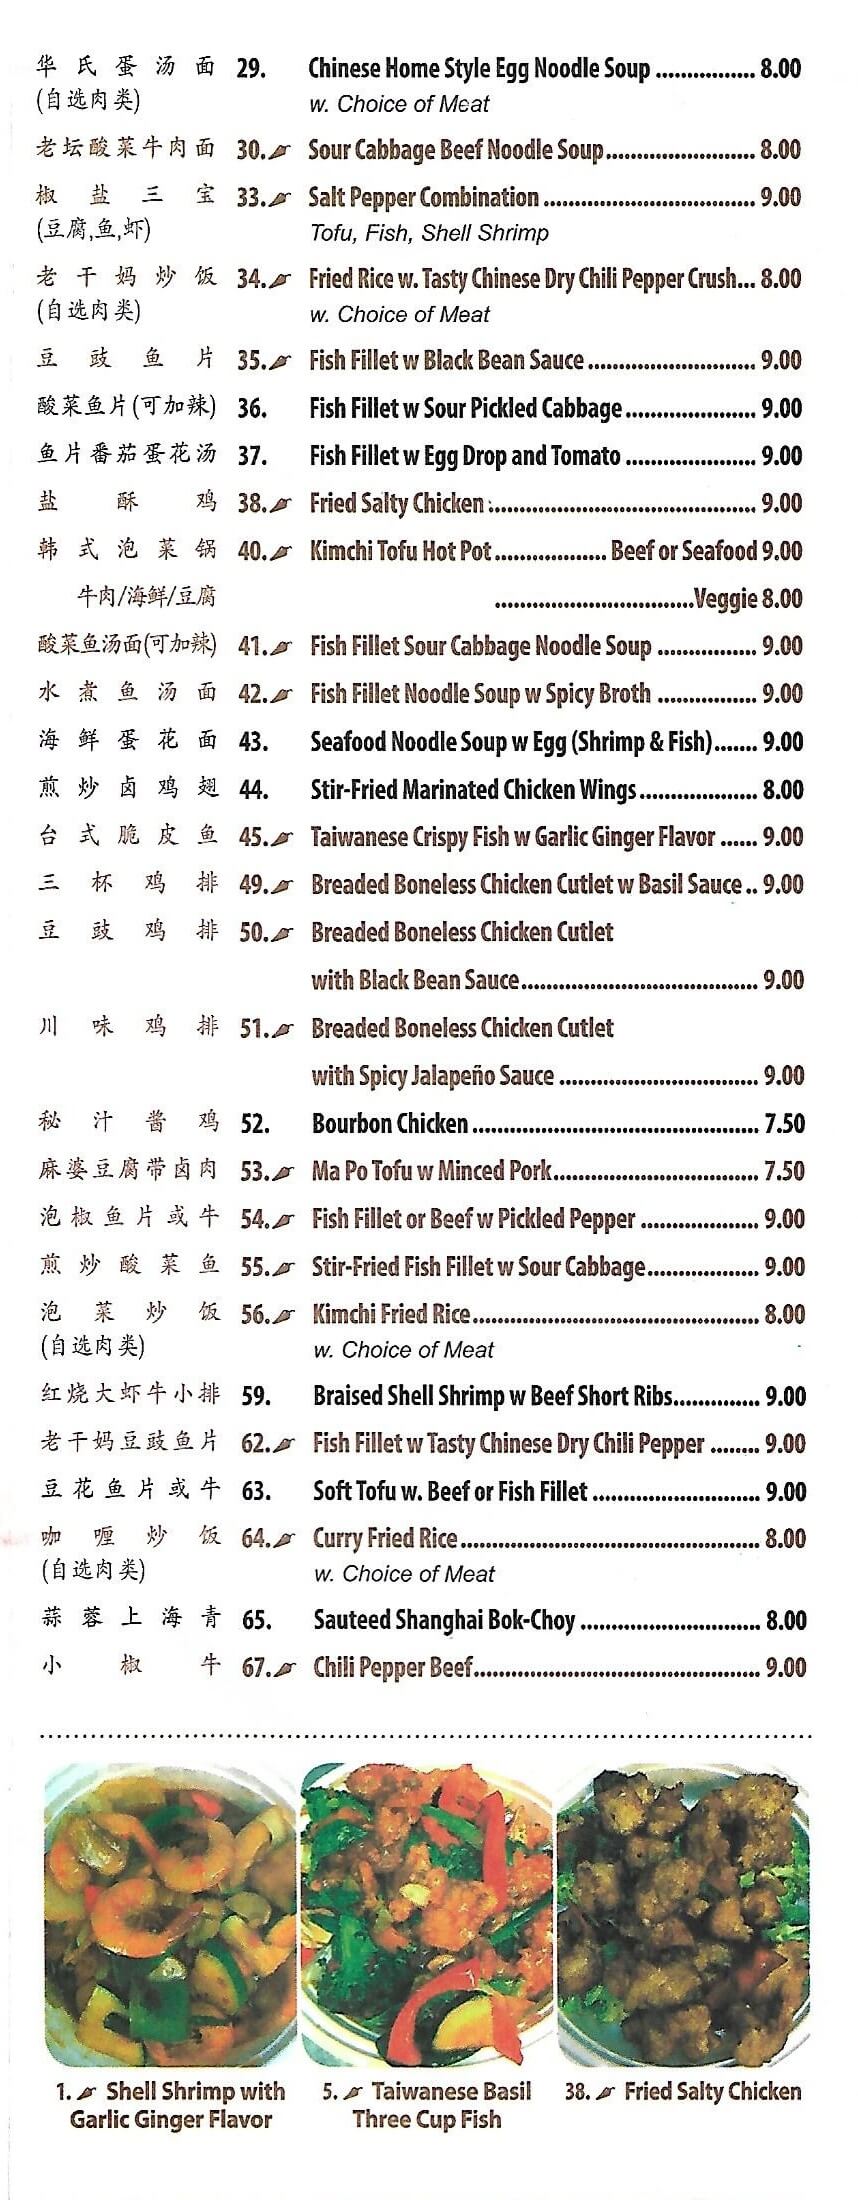 华氏蛋汤面 29. Chinese Home Style Egg Noodle Soup ................. 8.00
(自选肉类) w. Choice of Meat
老坛酸菜牛肉面 30. Sour Cabbage Beef Noodle Soup.......................... 8.00
椒盐三宝 33. Salt Pepper Combination ..................................... 9.00
(豆腐,鱼,虾) Tofu, Fish, Shell Shrimp
老干妈炒饭 34. Fried Rice w. Tasty Chinese Dry Chili Pepper Crush... 8.00
(自选肉类) w. Choice of Meat
豆豉鱼片 35. Fish Fillet w Black Bean Sauce ............................. 9.00
酸菜鱼片(可加辣) 36. Fish Fillet w Sour Pickled Cabbage....................... 9.00
鱼片番茄蛋花汤 37. Fish Fillet w Egg Drop and Tomato ....................... 9.00
盐酥鸡 38. Fried Salty Chicken .............................................. 9.00
韩式泡菜锅 40. Kimchi Tofu Hot Pot................... Beef or Seafood 9.00
牛肉/海鲜/豆腐 ..................................Veggie 8.00
酸菜鱼汤面(可加辣) 41. Fish Fillet Sour Cabbage Noodle Soup ................. 9.00
水煮鱼汤面 42. Fish Fillet Noodle Soup w Spicy Broth ................. 9.00
海鲜蛋花面 43. Seafood Noodle Soup w Egg (Shrimp & Fish)....... 9.00
煎炒卤鸡翅 44. Stir-Fried Marinated Chicken Wings.................... 8.00
台式脆皮鱼 45. Taiwanese Crispy Fish w Garlic Ginger Flavor ...... 9.00
三杯鸡排 49. Breaded Boneless Chicken Cutlet w Basil Sauce.. 9.00
豆豉鸡排 50. Breaded Boneless Chicken Cutlet
with Black Bean Sauce......................................... 9.00
川味鸡排 51. Breaded Boneless Chicken Cutlet
with Spicy Jalapeño Sauce .................................. 9.00
秘汁酱鸡 52. Bourbon Chicken ................................................. 7.50
麻婆豆腐带卤肉 53. Ma Po Tofu w Minced Pork................................... 7.50
泡椒鱼片或牛 54. Fish Fillet or Beef w Pickled Pepper .................... 9.00
煎炒酸菜鱼 55. Stir-Fried Fish Fillet w Sour Cabbage................... 9.00
泡菜炒饭 56. Kimchi Fried Rice................................................. 8.00
(自选肉类) w. Choice of Meat
红烧大虾牛小排 59. Braised Shell Shrimp w Beef Short Ribs............... 9.00
老干妈豆豉鱼片 62. Fish Fillet w Tasty Chinese Dry Chili Pepper ........ 9.00
豆花鱼片或牛 63. Soft Tofu w. Beef or Fish Fillet ............................ 9.00
咖喱炒饭 64. Curry Fried Rice................................................... 8.00
(自选肉类) w. Choice of Meat
蒜蓉上海青 65. Sauteed Shanghai Bok-Choy .............................. 8.00
小椒牛 67. Chili Pepper Beef................................................. 9.00
1. Shell Shrimp with
Garlic Ginger Flavor
5. Taiwanese Basil
Three Cup Fish
38. Fried Salty Chicken